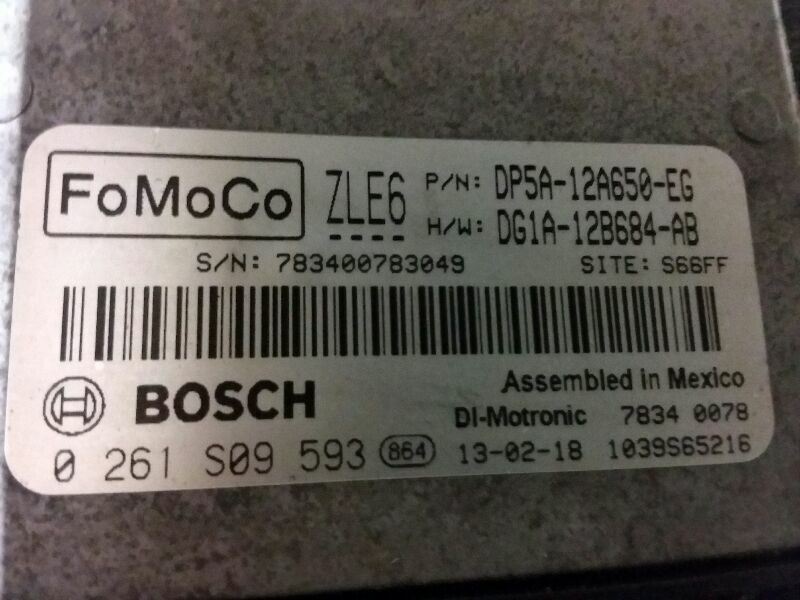 FoMoCo ZLE6 P/N: DP5A-12A650-EG
H/W: DG1A-12B684-AB
S/N: 783400783049 SITE: S66FF
BOSCH Assembled in Mexico
DI-Motronic 7834 0078
0 261 S09 593 864 13-02-18 1039S65216